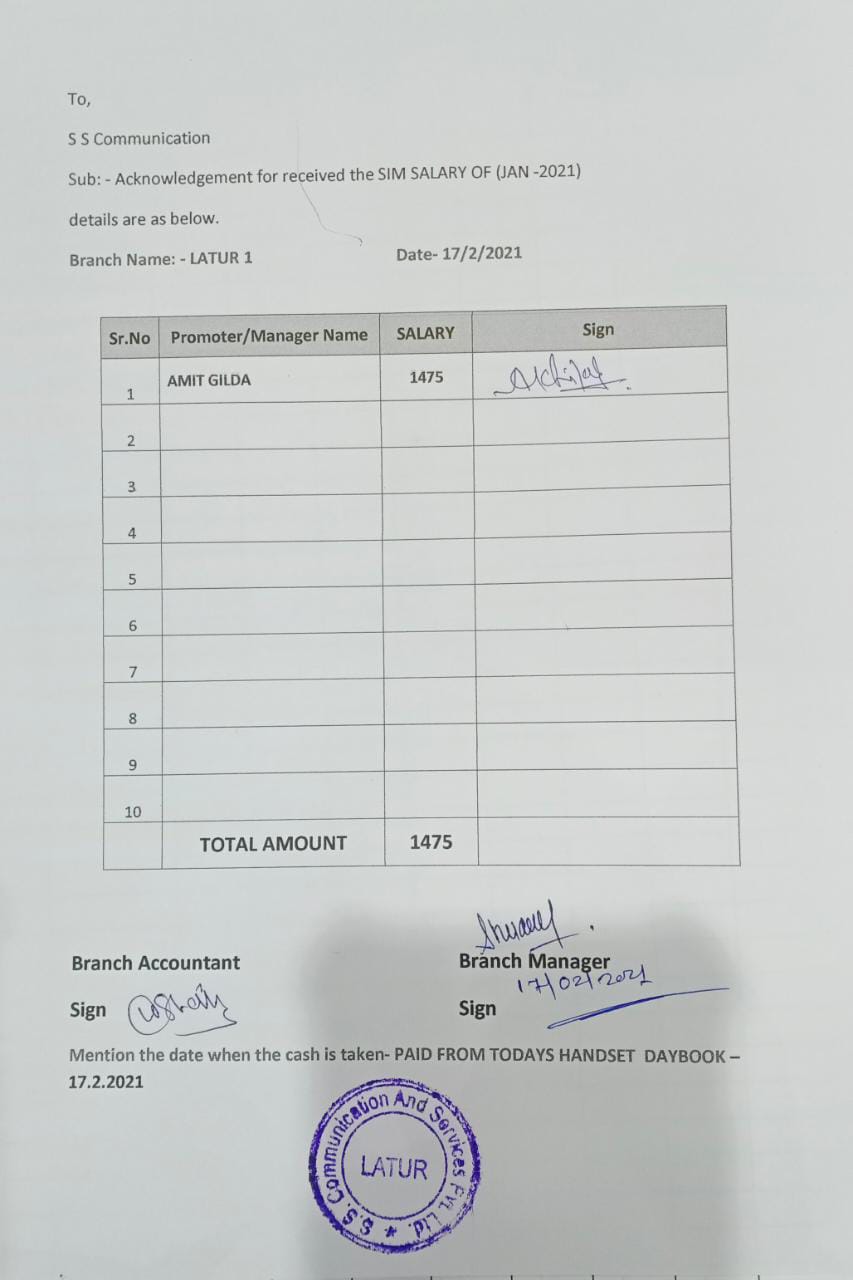 To,
S S Communication
Sub: - Acknowledgement for received the SIM SALARY OF (JAN -2021)
details are as below.
Branch Name: - LATUR 1 Date- 17/2/2021
Sr.No Promoter/Manager Name SALARY Sign
1 AMIT GILDA 1475
2
3
4
5
6
7
8
9
10
TOTAL AMOUNT 1475
Branch Accountant Branch Manager
17/02/2021
Sign Sign
Mention the date when the cash is taken- PAID FROM TODAYS HANDSET DAYBOOK –
17.2.2021
S.S. Communication And Services Pvt. Ltd. *
LATUR